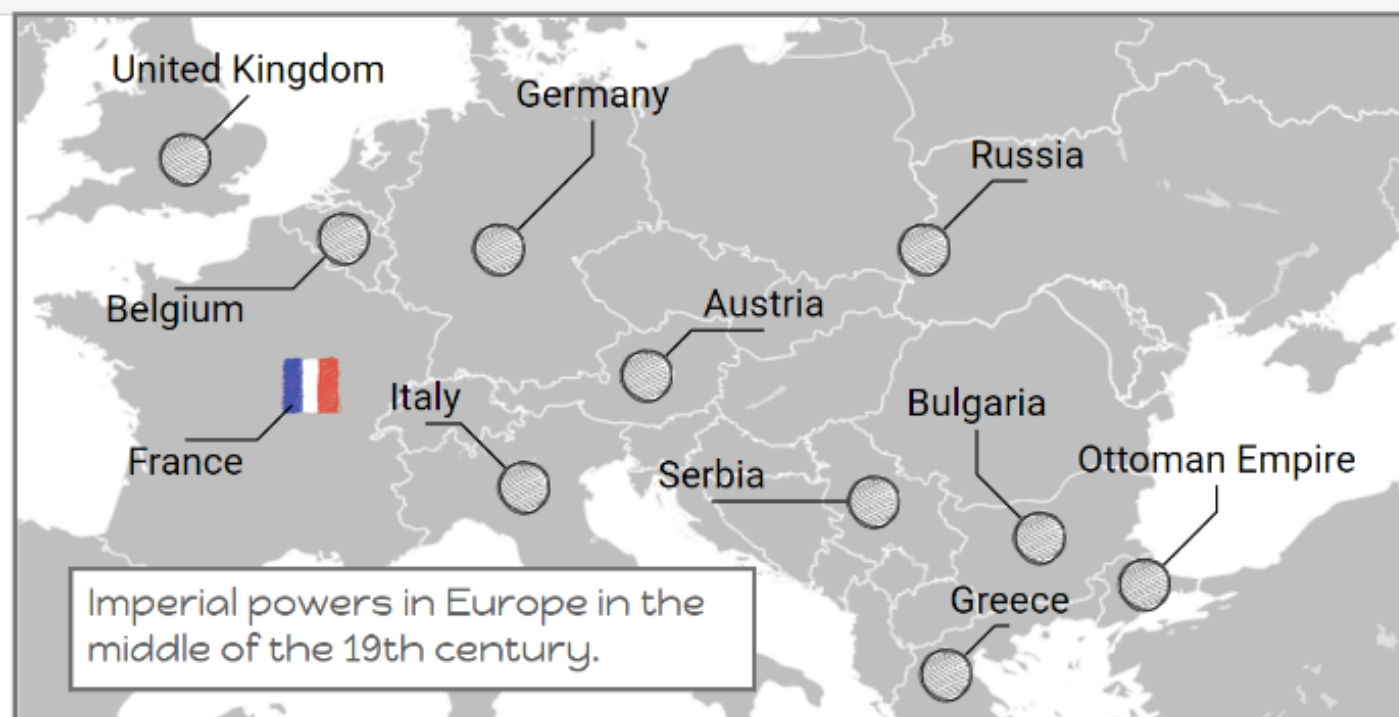 United Kingdom
Germany
Russia
Belgium
Austria
Italy
Bulgaria
France
Serbia
Ottoman Empire
Greece
Imperial powers in Europe in the
middle of the 19th century.